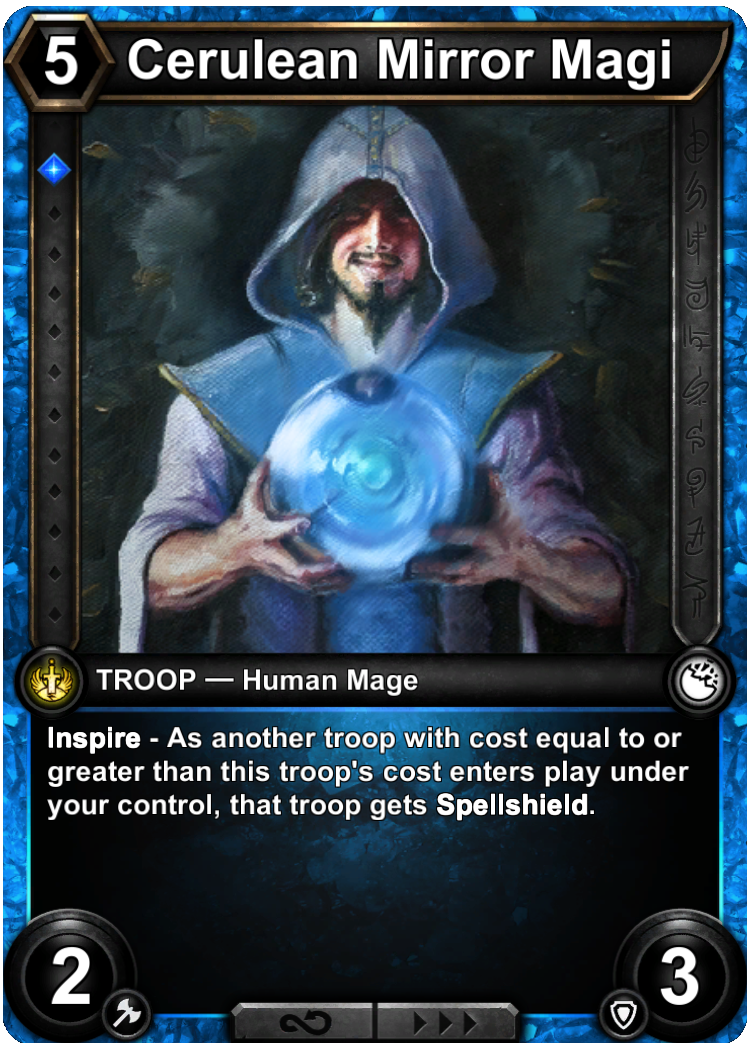 5 Cerulean Mirror Magi
TROOP — Human Mage
Inspire - As another troop with cost equal to or
greater than this troop's cost enters play under
your control, that troop gets Spellshield.
2 3